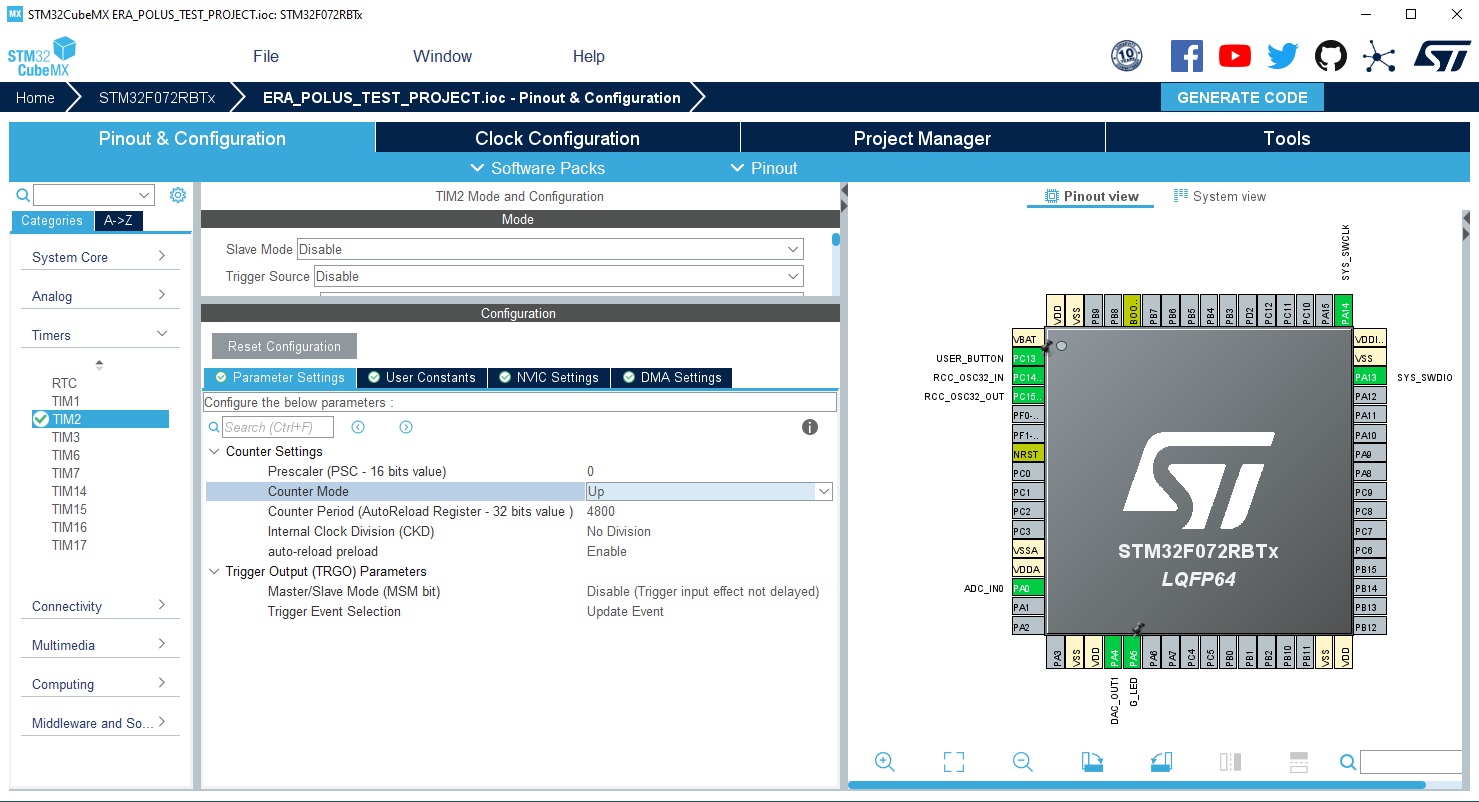 MX STM32CubeMX ERA_POLUS_TEST_PROJECT.ioc: STM32F072RBTx
STM32
CubeMX
File
Window
Help
10
Home
STM32F072RBTx
ERA_POLUS_TEST_PROJECT.ioc - Pinout & Configuration
GENERATE CODE
Pinout & Configuration
Clock Configuration
Project Manager
Tools
Software Packs
Pinout
Categories
A->Z
System Core
Analog
Timers
RTC
TIM1
TIM2
TIM3
TIM6
TIM7
TIM14
TIM15
TIM16
TIM17
Connectivity
Multimedia
Computing
Middleware and So...
TIM2 Mode and Configuration
Mode
Slave Mode Disable
Trigger Source Disable
Configuration
Reset Configuration
Parameter Settings
User Constants
NVIC Settings
DMA Settings
Configure the below parameters :
Search (Ctrl+F)
Counter Settings
Prescaler (PSC - 16 bits value) 0
Counter Mode Up
Counter Period (AutoReload Register - 32 bits value ) 4800
Internal Clock Division (CKD) No Division
auto-reload preload Enable
Trigger Output (TRGO) Parameters
Master/Slave Mode (MSM bit) Disable (Trigger input effect not delayed)
Trigger Event Selection Update Event
Pinout view
System view
SYS_SWCLK
VDD
VSS
PB9
PB8
BOO..
PB7
PB6
PB5
PB4
PB3
PD2
PC12
PC11
PC10
PA15
PA14
VBAT
USER_BUTTON PC13
RCC_OSC32_IN PC14..
RCC_OSC32_OUT PC15..
PF0-..
PF1-..
NRST
PC0
PC1
PC2
PC3
VSSA
VDDA
ADC_IN0 PA0
PA1
PA2
ST
STM32F072RBTx
LQFP64
VDDI..
VSS
PA13 SYS_SWDIO
PA12
PA11
PA10
PA9
PA8
PC9
PC8
PC7
PC6
PB15
PB14
PB13
PB12
PA3
VSS
VDD
PA4
PA5
PA6
PA7
PC4
PC5
PB0
PB1
PB2
PB10
PB11
VSS
VDD
DAC_OUT1
G_LED